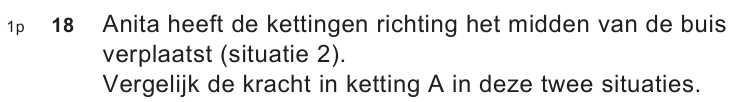 1p 18 Anita heeft de kettingen richting het midden van de buis
verplaatst (situatie 2).
Vergelijk de kracht in ketting A in deze twee situaties.